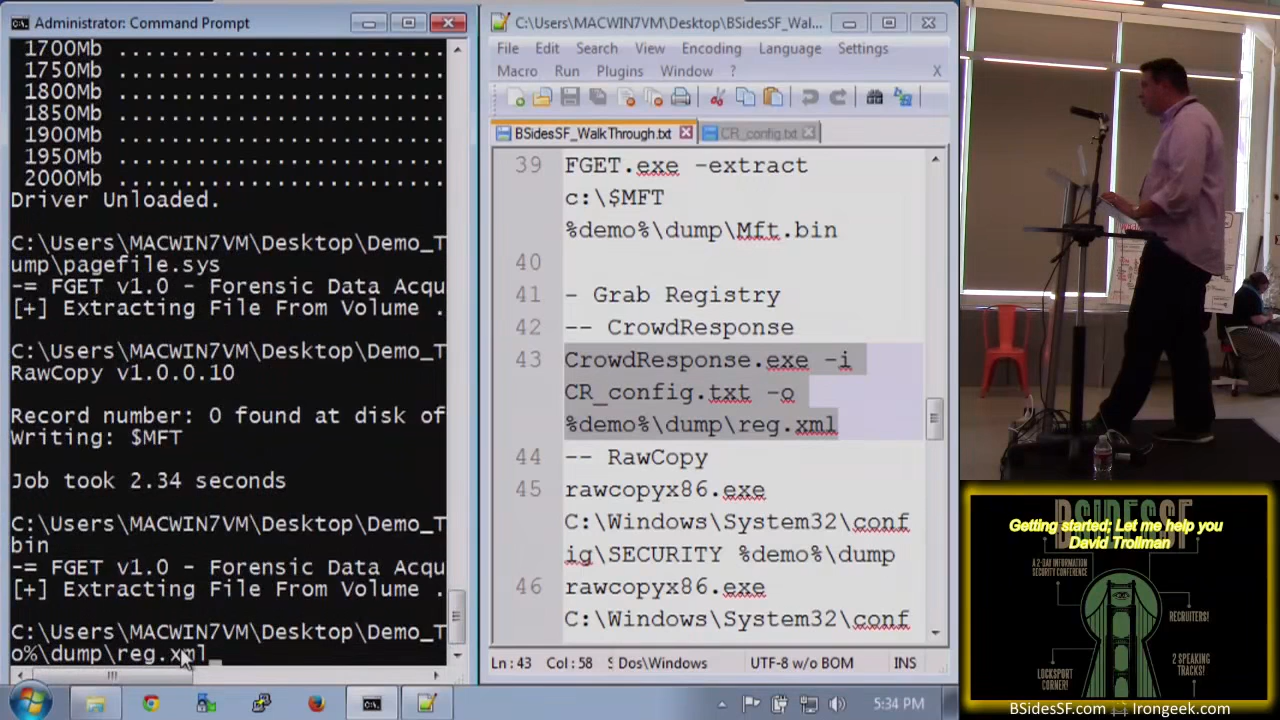 Administrator: Command Prompt
1700Mb ..............................
1750Mb ..............................
1800Mb ..............................
1850Mb ..............................
1900Mb ..............................
1950Mb ..............................
2000Mb ..............................
Driver Unloaded.
C:\Users\MACWIN7VM\Desktop\Demo_T
ump\pagefile.sys
-= FGET v1.0 - Forensic Data Acqu
[+] Extracting File From Volume .
C:\Users\MACWIN7VM\Desktop\Demo_T
RawCopy v1.0.0.10
Record number: 0 found at disk of
Writing: $MFT
Job took 2.34 seconds
C:\Users\MACWIN7VM\Desktop\Demo_T
bin
-= FGET v1.0 - Forensic Data Acqu
[+] Extracting File From Volume .
C:\Users\MACWIN7VM\Desktop\Demo_T
o%\dump\reg.xml
C:\Users\MACWIN7VM\Desktop\BSidesSF_Wal...
File Edit Search View Encoding Language Settings
Macro Run Plugins Window ? X
BSidesSF_WalkThrough.txt CR_config.txt
39 FGET.exe -extract
c:\$MFT
%demo%\dump\Mft.bin
40
41 - Grab Registry
42 -- CrowdResponse
43 CrowdResponse.exe -i
CR_config.txt -o
%demo%\dump\reg.xml
44 -- RawCopy
45 rawcopyx86.exe
C:\Windows\System32\conf
ig\SECURITY %demo%\dump
46 rawcopyx86.exe
C:\Windows\System32\conf
Ln : 43 Col : 58 S Dos\Windows UTF-8 w/o BOM INS
5:34 PM
BSIDESSF
Getting started; Let me help you
David Trollman
A 2-DAY INFORMATION
SECURITY CONFERENCE
RECRUITERS!
LOCKSPORT
CORNER!
2 SPEAKING
TRACKS!
BSidesSF.com Irongeek.com